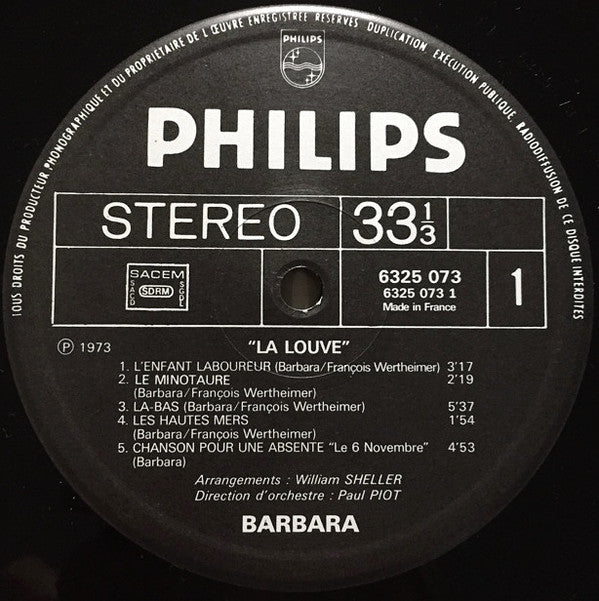 TOUS DROITS DU PRODUCTEUR PHONOGRAPHIQUE ET DU PROPRIETAIRE DE L'ŒUVRE ENREGISTREE RESERVES DUPLICATION EXECUTION PUBLIQUE, RADIODIFFUSION DE CE DISQUE INTERDITES
PHILIPS
PHILIPS
STEREO
33 1/3
SACEM
SACD
SDRM
SGDL
6325 073
6325 073 1
Made in France
1
Ⓟ 1973
"LA LOUVE"
1. L'ENFANT LABOUREUR (Barbara/François Wertheimer) 3'17
2. LE MINOTAURE 2'19
(Barbara/François Wertheimer)
3. LA-BAS (Barbara/François Wertheimer) 5'37
4. LES HAUTES MERS 1'54
(Barbara/François Wertheimer)
5. CHANSON POUR UNE ABSENTE "Le 6 Novembre" 4'53
(Barbara)
Arrangements : William SHELLER
Direction d'orchestre : Paul PIOT
BARBARA